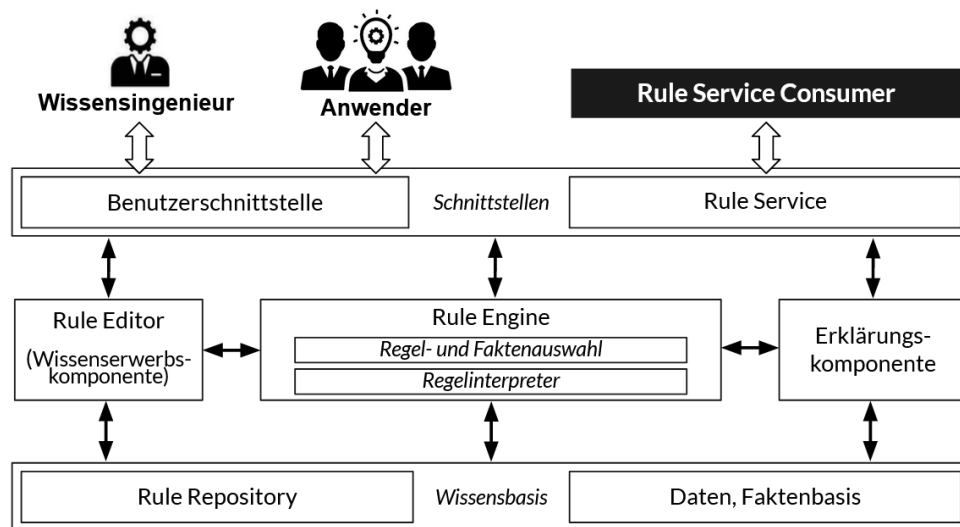 Wissensingenieur
Anwender
Rule Service Consumer
Benutzerschnittstelle
Schnittstellen
Rule Service
Rule Editor
(Wissenserwerbs-
komponente)
Rule Engine
Regel- und Faktenauswahl
Regelinterpreter
Erklärungs-
komponente
Rule Repository
Wissensbasis
Daten, Faktenbasis